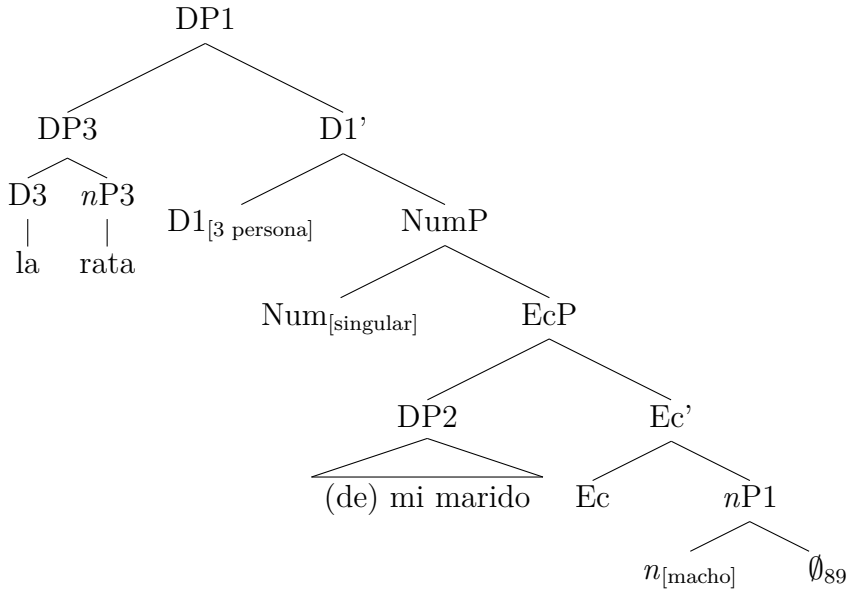 DP1
DP3 D1’
D3 nP3 D1[3 persona] NumP
la rata
Num[singular] EcP
DP2 Ec’
(de) mi marido Ec nP1
n[macho] ∅89